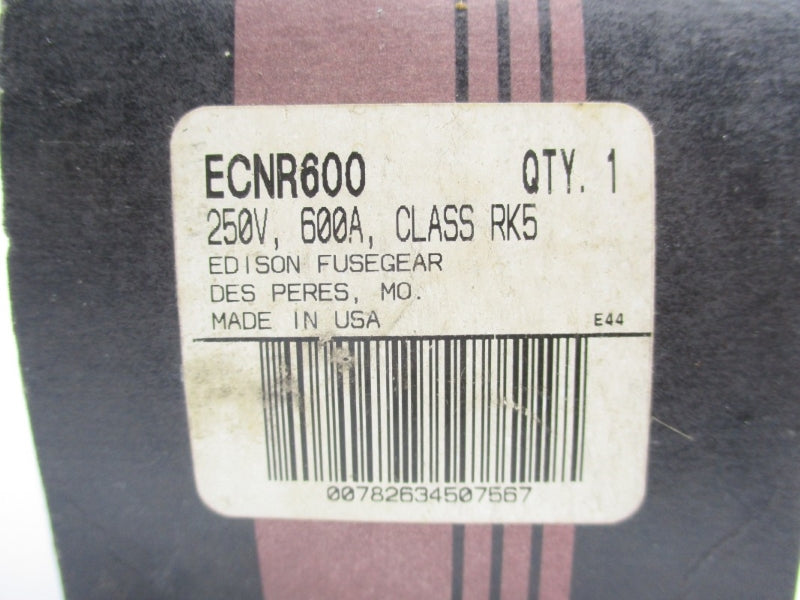 ECNR600 QTY. 1
250V, 600A, CLASS RK5
EDISON FUSEGEAR
DES PERES, MO.
MADE IN USA E44
00782634507567